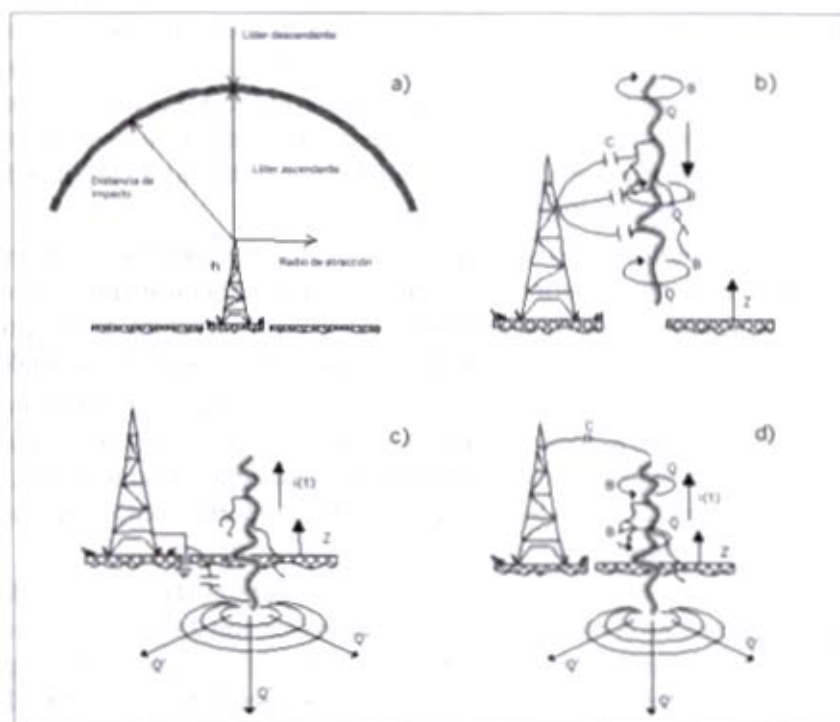 a)
Líder descendente
Distancia de impacto
Líder ascendente
Radio de atracción
h
b)
B
Q
C
B
Q
B
Q
Z
c)
i(t)
Z
Q'
Q'
Q'
d)
C
Q
B
i(t)
B
Q
Z
Q'
Q'
Q'